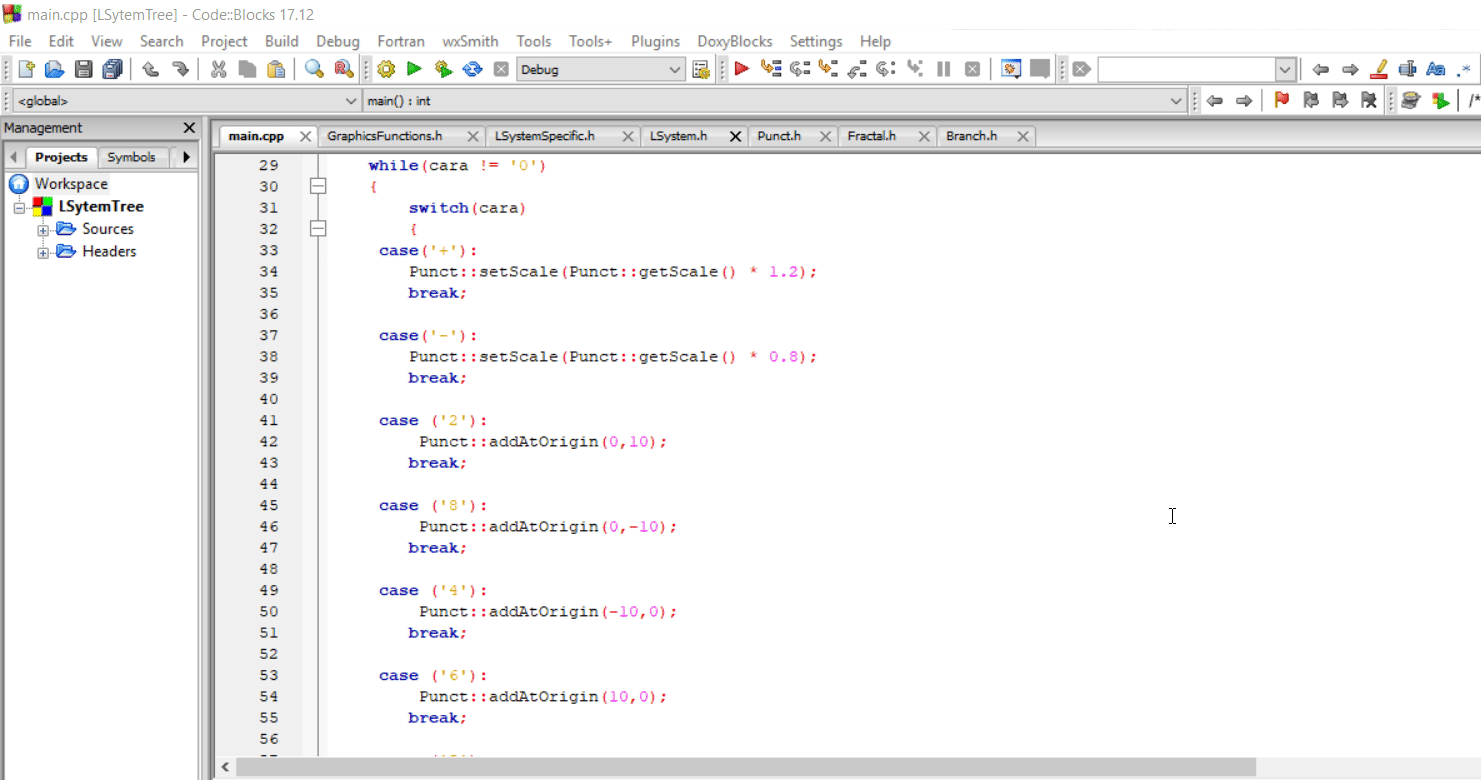 main.cpp [LSytemTree] - Code::Blocks 17.12
File Edit View Search Project Build Debug Fortran wxSmith Tools Tools+ Plugins DoxyBlocks Settings Help
Debug
<global> main() : int
Management
Projects Symbols
Workspace
LSytemTree
Sources
Headers
main.cpp GraphicsFunctions.h LSystemSpecific.h LSystem.h Punct.h Fractal.h Branch.h
29 while(cara != '0')
30 {
31 switch(cara)
32 {
33 case('+'):
34 Punct::setScale(Punct::getScale() * 1.2);
35 break;
36
37 case('-'):
38 Punct::setScale(Punct::getScale() * 0.8);
39 break;
40
41 case ('2'):
42 Punct::addAtOrigin(0,10);
43 break;
44
45 case ('8'):
46 Punct::addAtOrigin(0,-10);
47 break;
48
49 case ('4'):
50 Punct::addAtOrigin(-10,0);
51 break;
52
53 case ('6'):
54 Punct::addAtOrigin(10,0);
55 break;
56